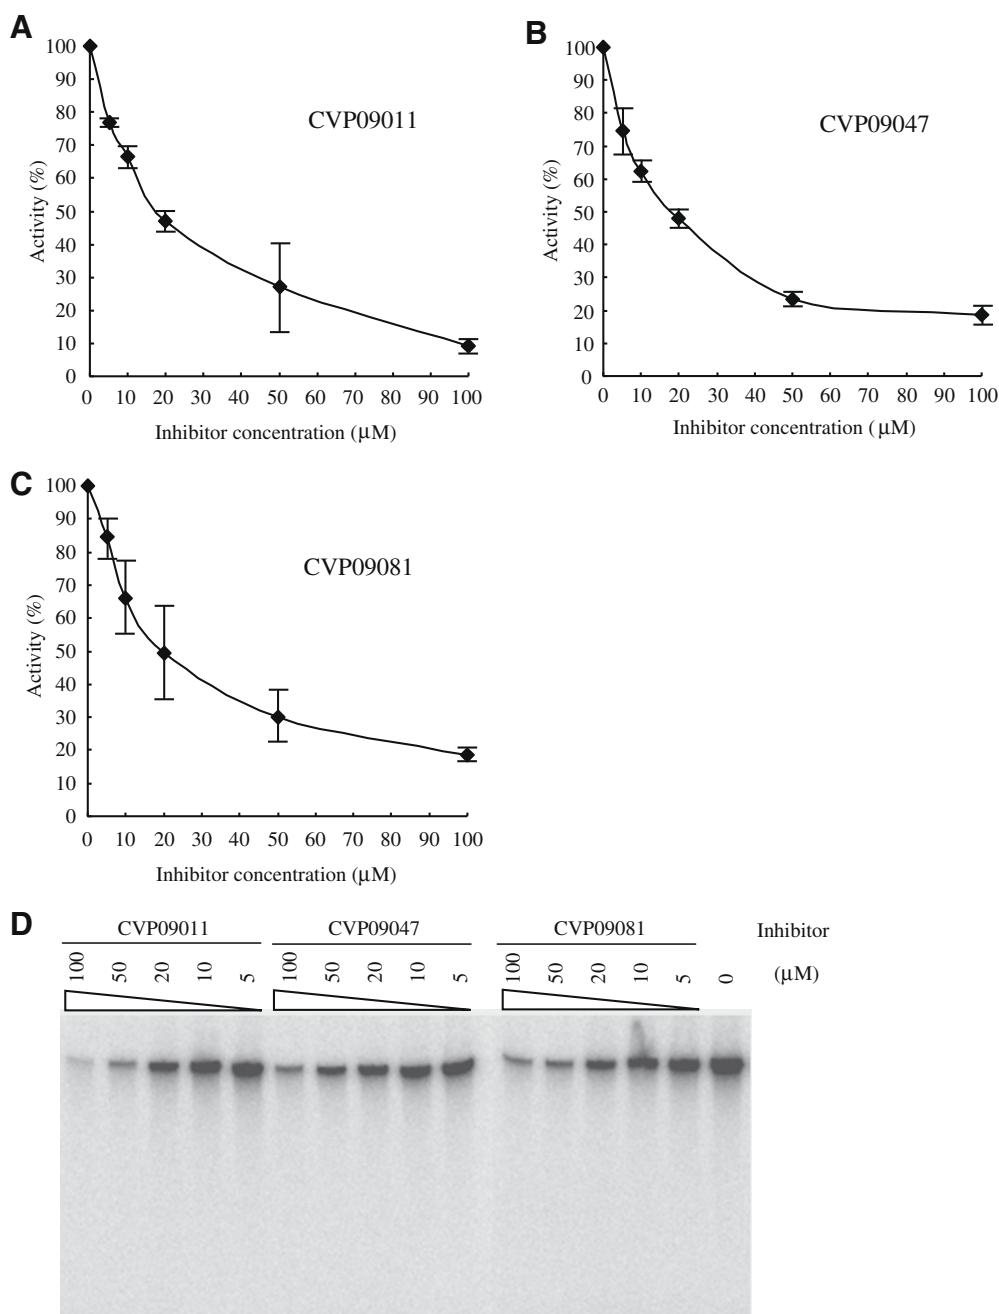 A
100
90
80
70
60
50
40
30
20
10
0
Activity (%)
CVP09011
0 10 20 30 40 50 60 70 80 90 100
Inhibitor concentration (μM)
B
100
90
80
70
60
50
40
30
20
10
0
Activity (%)
CVP09047
0 10 20 30 40 50 60 70 80 90 100
Inhibitor concentration ( μM)
C
100
90
80
70
60
50
40
30
20
10
0
Activity (%)
CVP09081
0 10 20 30 40 50 60 70 80 90 100
Inhibitor concentration (μM)
D
CVP09011 CVP09047 CVP09081 Inhibitor
100 50 20 10 5 100 50 20 10 5 100 50 20 10 5 0 (μM)